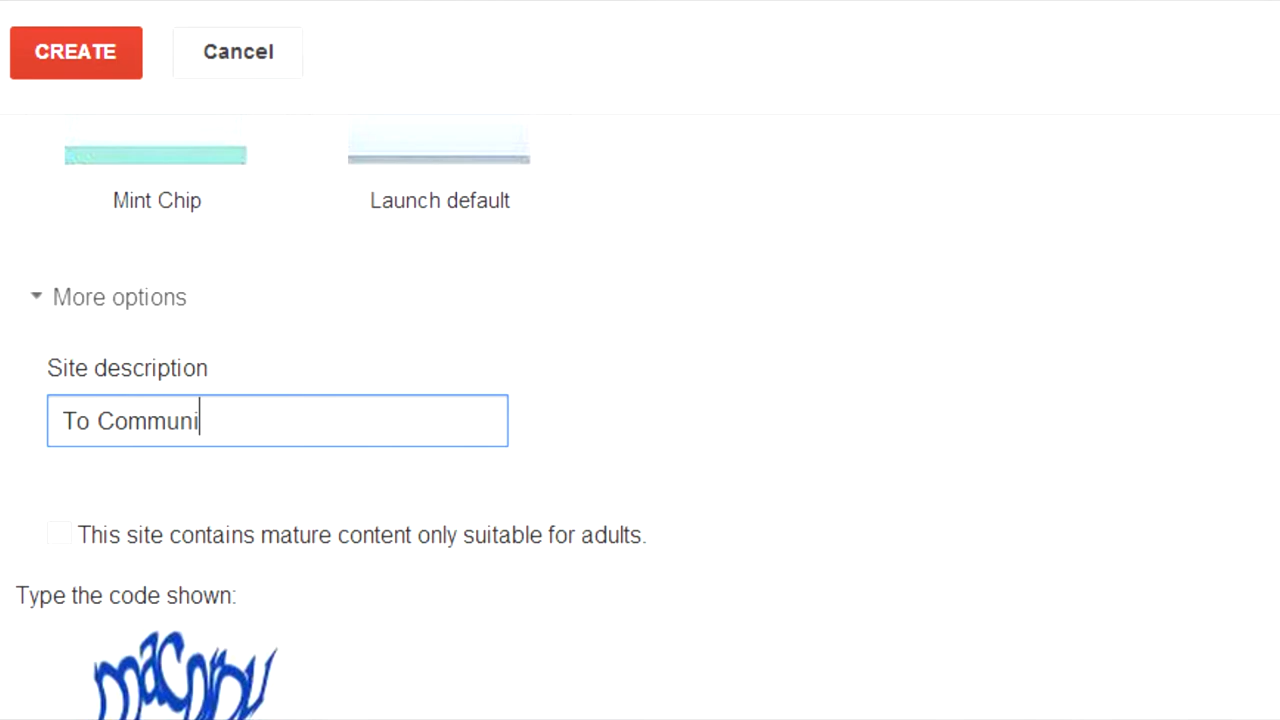 CREATE
Cancel
Mint Chip
Launch default
More options
Site description
To Communi
This site contains mature content only suitable for adults.
Type the code shown: